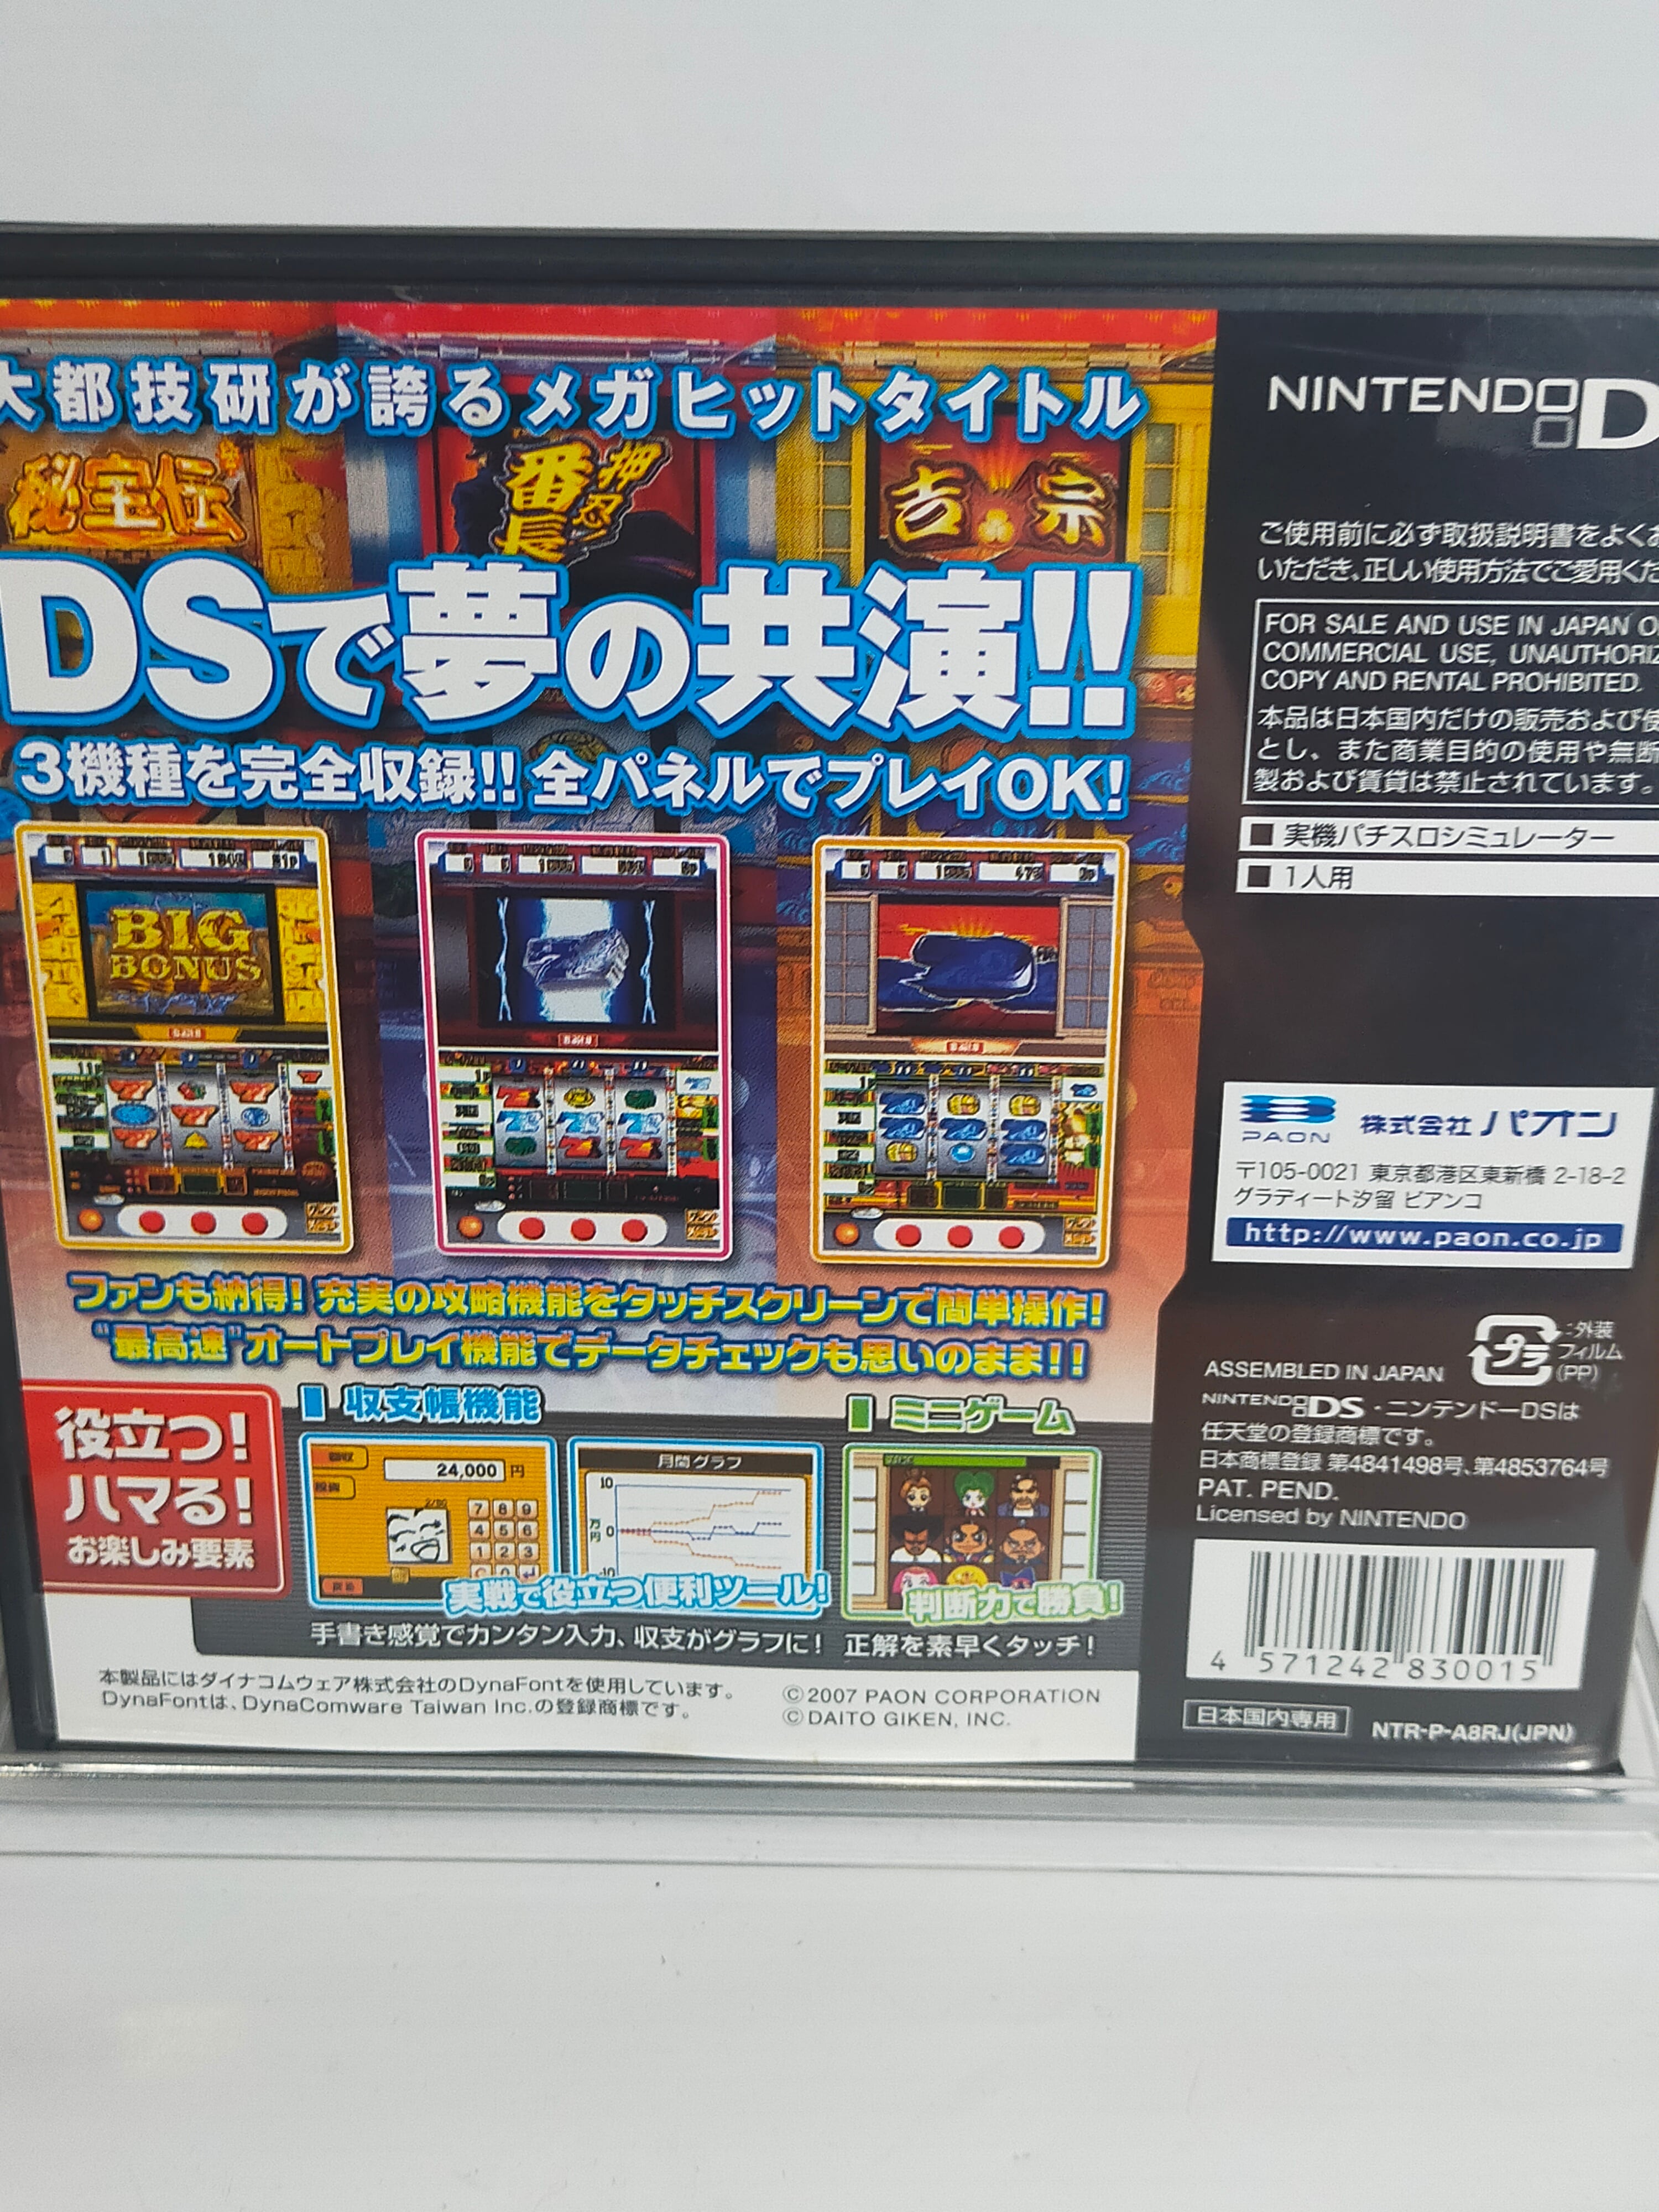 大都技研が誇るメガヒットタイトル
秘宝伝
押忍!
番長
吉宗
DSで夢の共演!!
3機種を完全収録!! 全パネルでプレイOK!
BIG
BONUS
ファンも納得! 充実の攻略機能をタッチスクリーンで簡単操作!
"最高速"オートプレイ機能でデータチェックも思いのまま!!
役立つ!
ハマる!
お楽しみ要素
収支帳機能
24,000 円
7 8 9
4 5 6
1 2 3
月間グラフ
10
0
-10
万円
実戦で役立つ便利ツール!
手書き感覚でカンタン入力、収支がグラフに!
ミニゲーム
判断力で勝負!
正解を素早くタッチ!
本製品にはダイナコムウェア株式会社のDynaFontを使用しています。
DynaFontは、DynaComware Taiwan Inc.の登録商標です。
©2007 PAON CORPORATION
©DAITO GIKEN, INC.
NINTENDO D
ご使用前に必ず取扱説明書をよくお
いただき、正しい使用方法でご愛用くだ
FOR SALE AND USE IN JAPAN O
COMMERCIAL USE, UNAUTHORIZ
COPY AND RENTAL PROHIBITED.
本品は日本国内だけの販売および使
とし、また商業目的の使用や無断
製および賃貸は禁止されています。
■ 実機パチスロシミュレーター
■ 1人用
PAON 株式会社 パオン
〒105-0021 東京都港区東新橋 2-18-2
グラディート汐留 ビアンコ
http://www.paon.co.jp
プラ
:外装
フィルム
(PP)
ASSEMBLED IN JAPAN
NINTENDO DS・ニンテンドーDSは
任天堂の登録商標です。
日本商標登録 第4841498号、第4853764号
PAT. PEND.
Licensed by NINTENDO
4 571242 830015
日本国内専用
NTR-P-A8RJ(JPN)